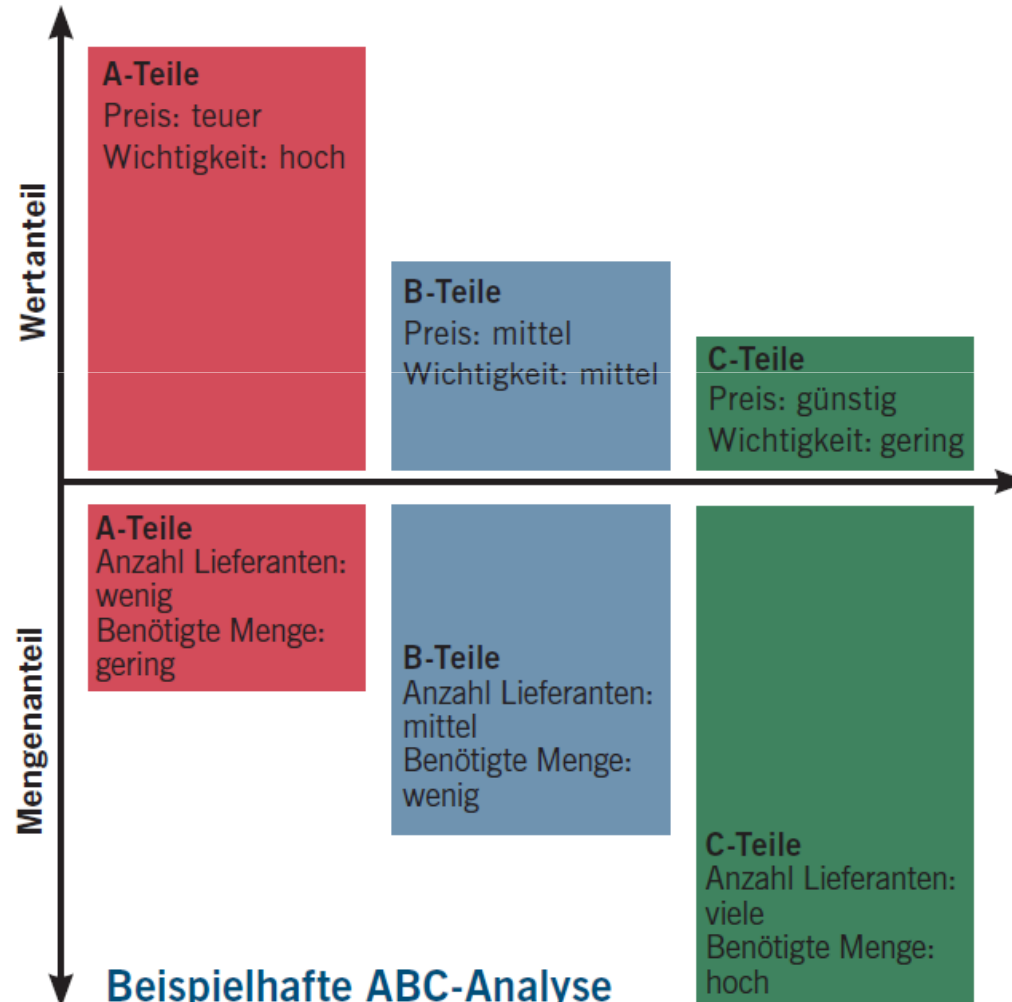 Wertanteil
A-Teile
Preis: teuer
Wichtigkeit: hoch
B-Teile
Preis: mittel
Wichtigkeit: mittel
C-Teile
Preis: günstig
Wichtigkeit: gering
Mengenanteil
A-Teile
Anzahl Lieferanten:
wenig
Benötigte Menge:
gering
B-Teile
Anzahl Lieferanten:
mittel
Benötigte Menge:
wenig
C-Teile
Anzahl Lieferanten:
viele
Benötigte Menge:
hoch
Beispielhafte ABC-Analyse